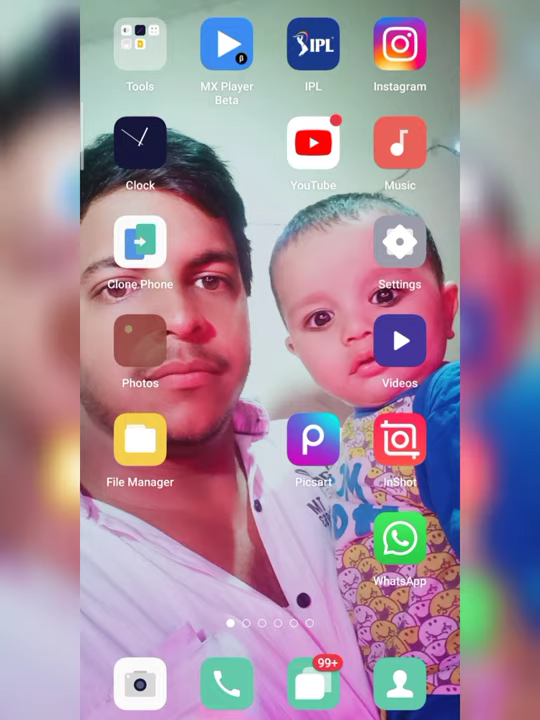 Tools
MX Player
Beta
IPL
Instagram
β
IPL
Clock
YouTube
Music
Clone Phone
Settings
Photos
Videos
File Manager
Picsart
InShot
WhatsApp
99+